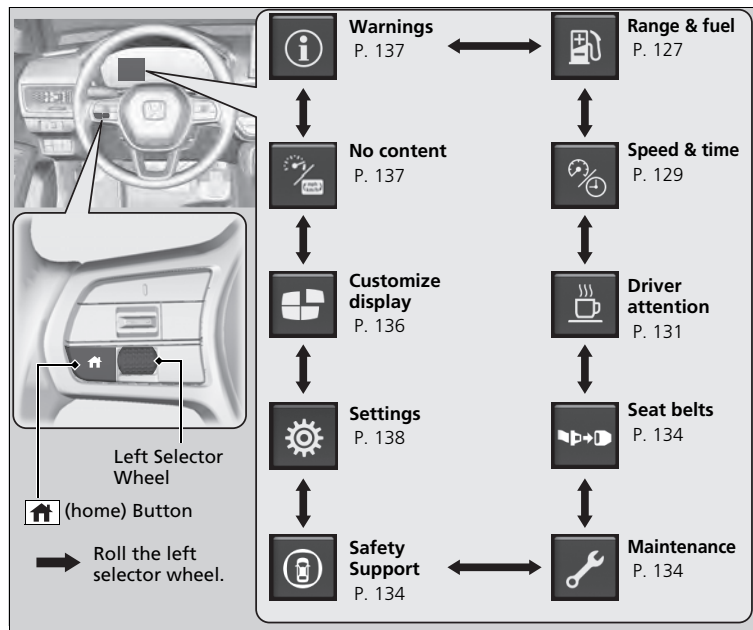 Warnings
P. 137
Range & fuel
P. 127
No content
P. 137
Speed & time
P. 129
Customize
display
P. 136
Driver
attention
P. 131
Settings
P. 138
Seat belts
P. 134
Safety
Support
P. 134
Maintenance
P. 134
Left Selector
Wheel
(home) Button
Roll the left
selector wheel.